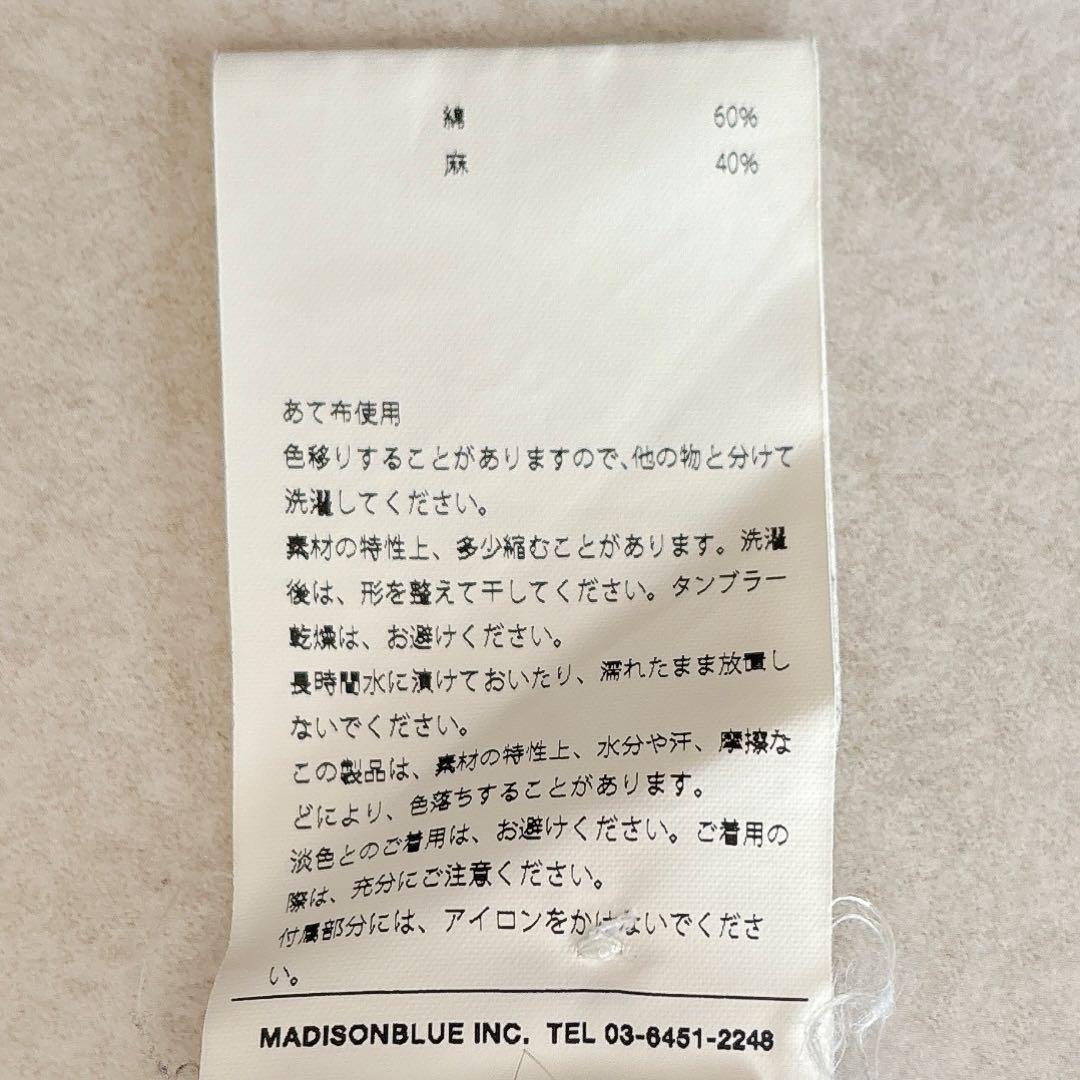 綿 60%
麻 40%
あて布使用
色移りすることがありますので、他の物と分けて
洗濯してください。
素材の特性上、多少縮むことがあります。洗濯
後は、形を整えて干してください。タンブラー
乾燥は、お避けください。
長時間水に漬けておいたり、濡れたまま放置し
ないでください。
この製品は、素材の特性上、水分や汗、摩擦な
どにより、色落ちすることがあります。
淡色とのご着用は、お避けください。ご着用の
際は、充分にご注意ください。
付属部分には、アイロンをかけないでくださ
い。
MADISONBLUE INC. TEL 03-6451-2248